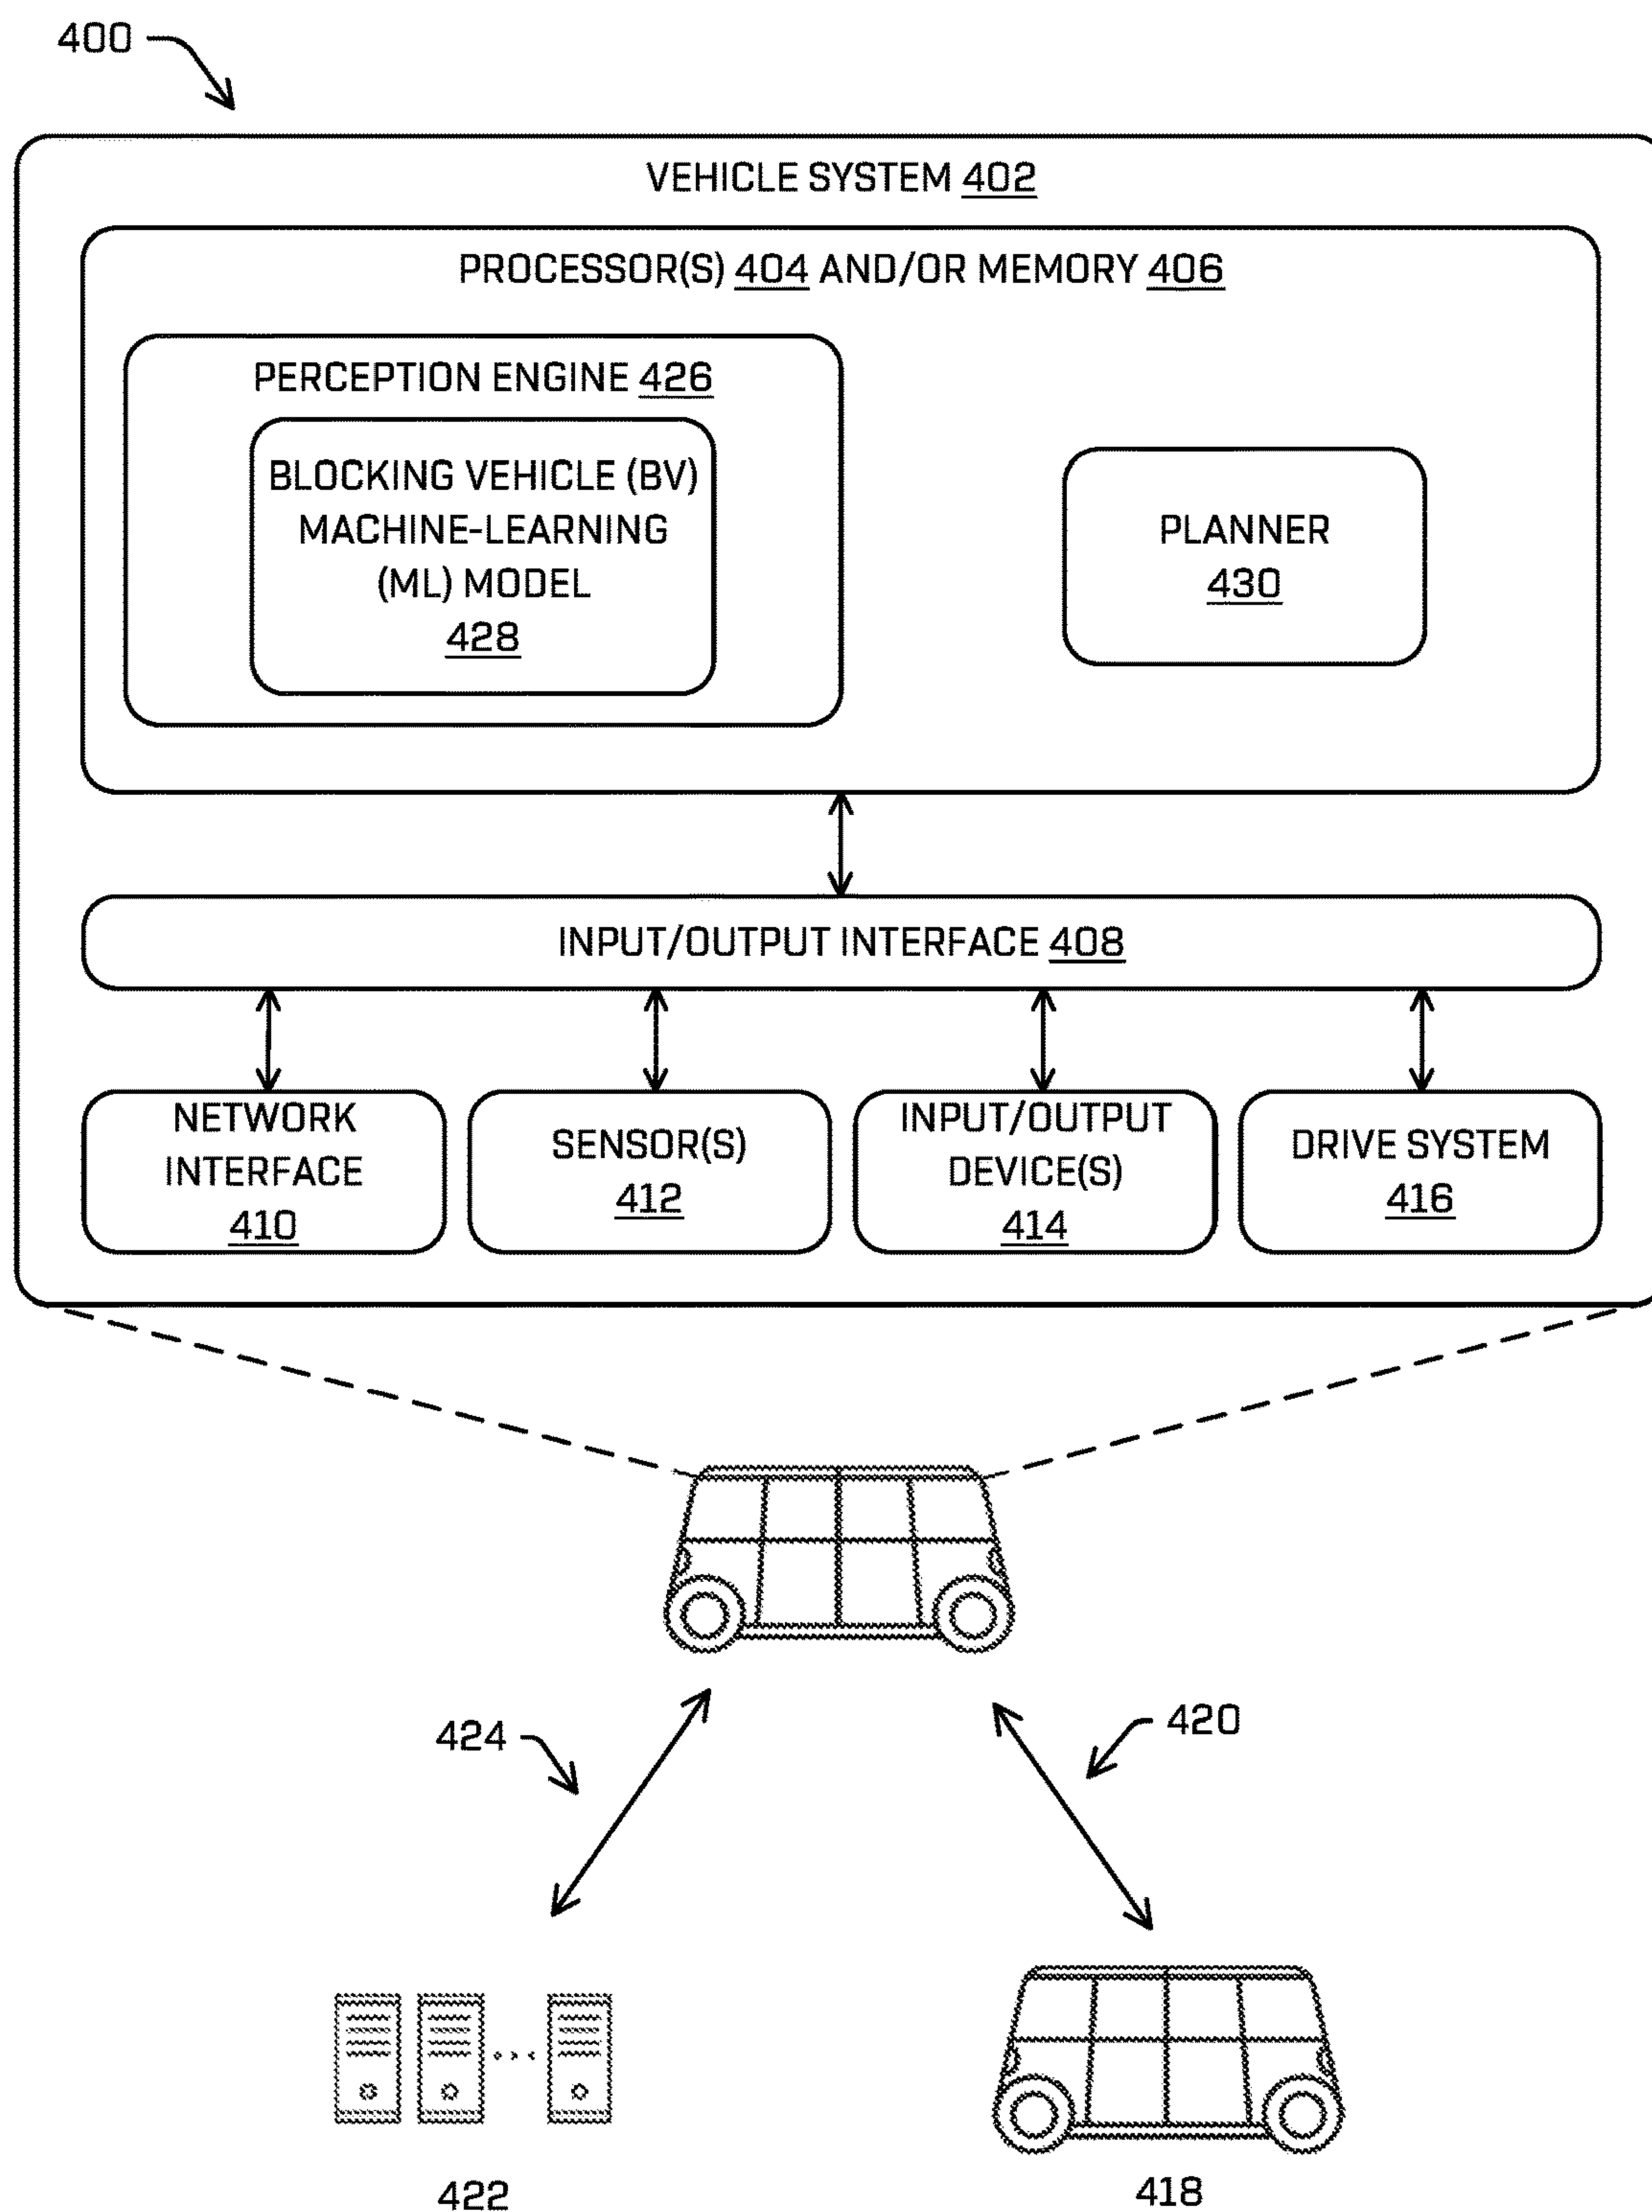 400
VEHICLE SYSTEM 402
PROCESSOR(S) 404 AND/OR MEMORY 406
PERCEPTION ENGINE 426
BLOCKING VEHICLE (BV)
MACHINE-LEARNING
(ML) MODEL
428
PLANNER
430
INPUT/OUTPUT INTERFACE 408
NETWORK
INTERFACE
410
SENSOR(S)
412
INPUT/OUTPUT
DEVICE(S)
414
DRIVE SYSTEM
416
424
420
422
418